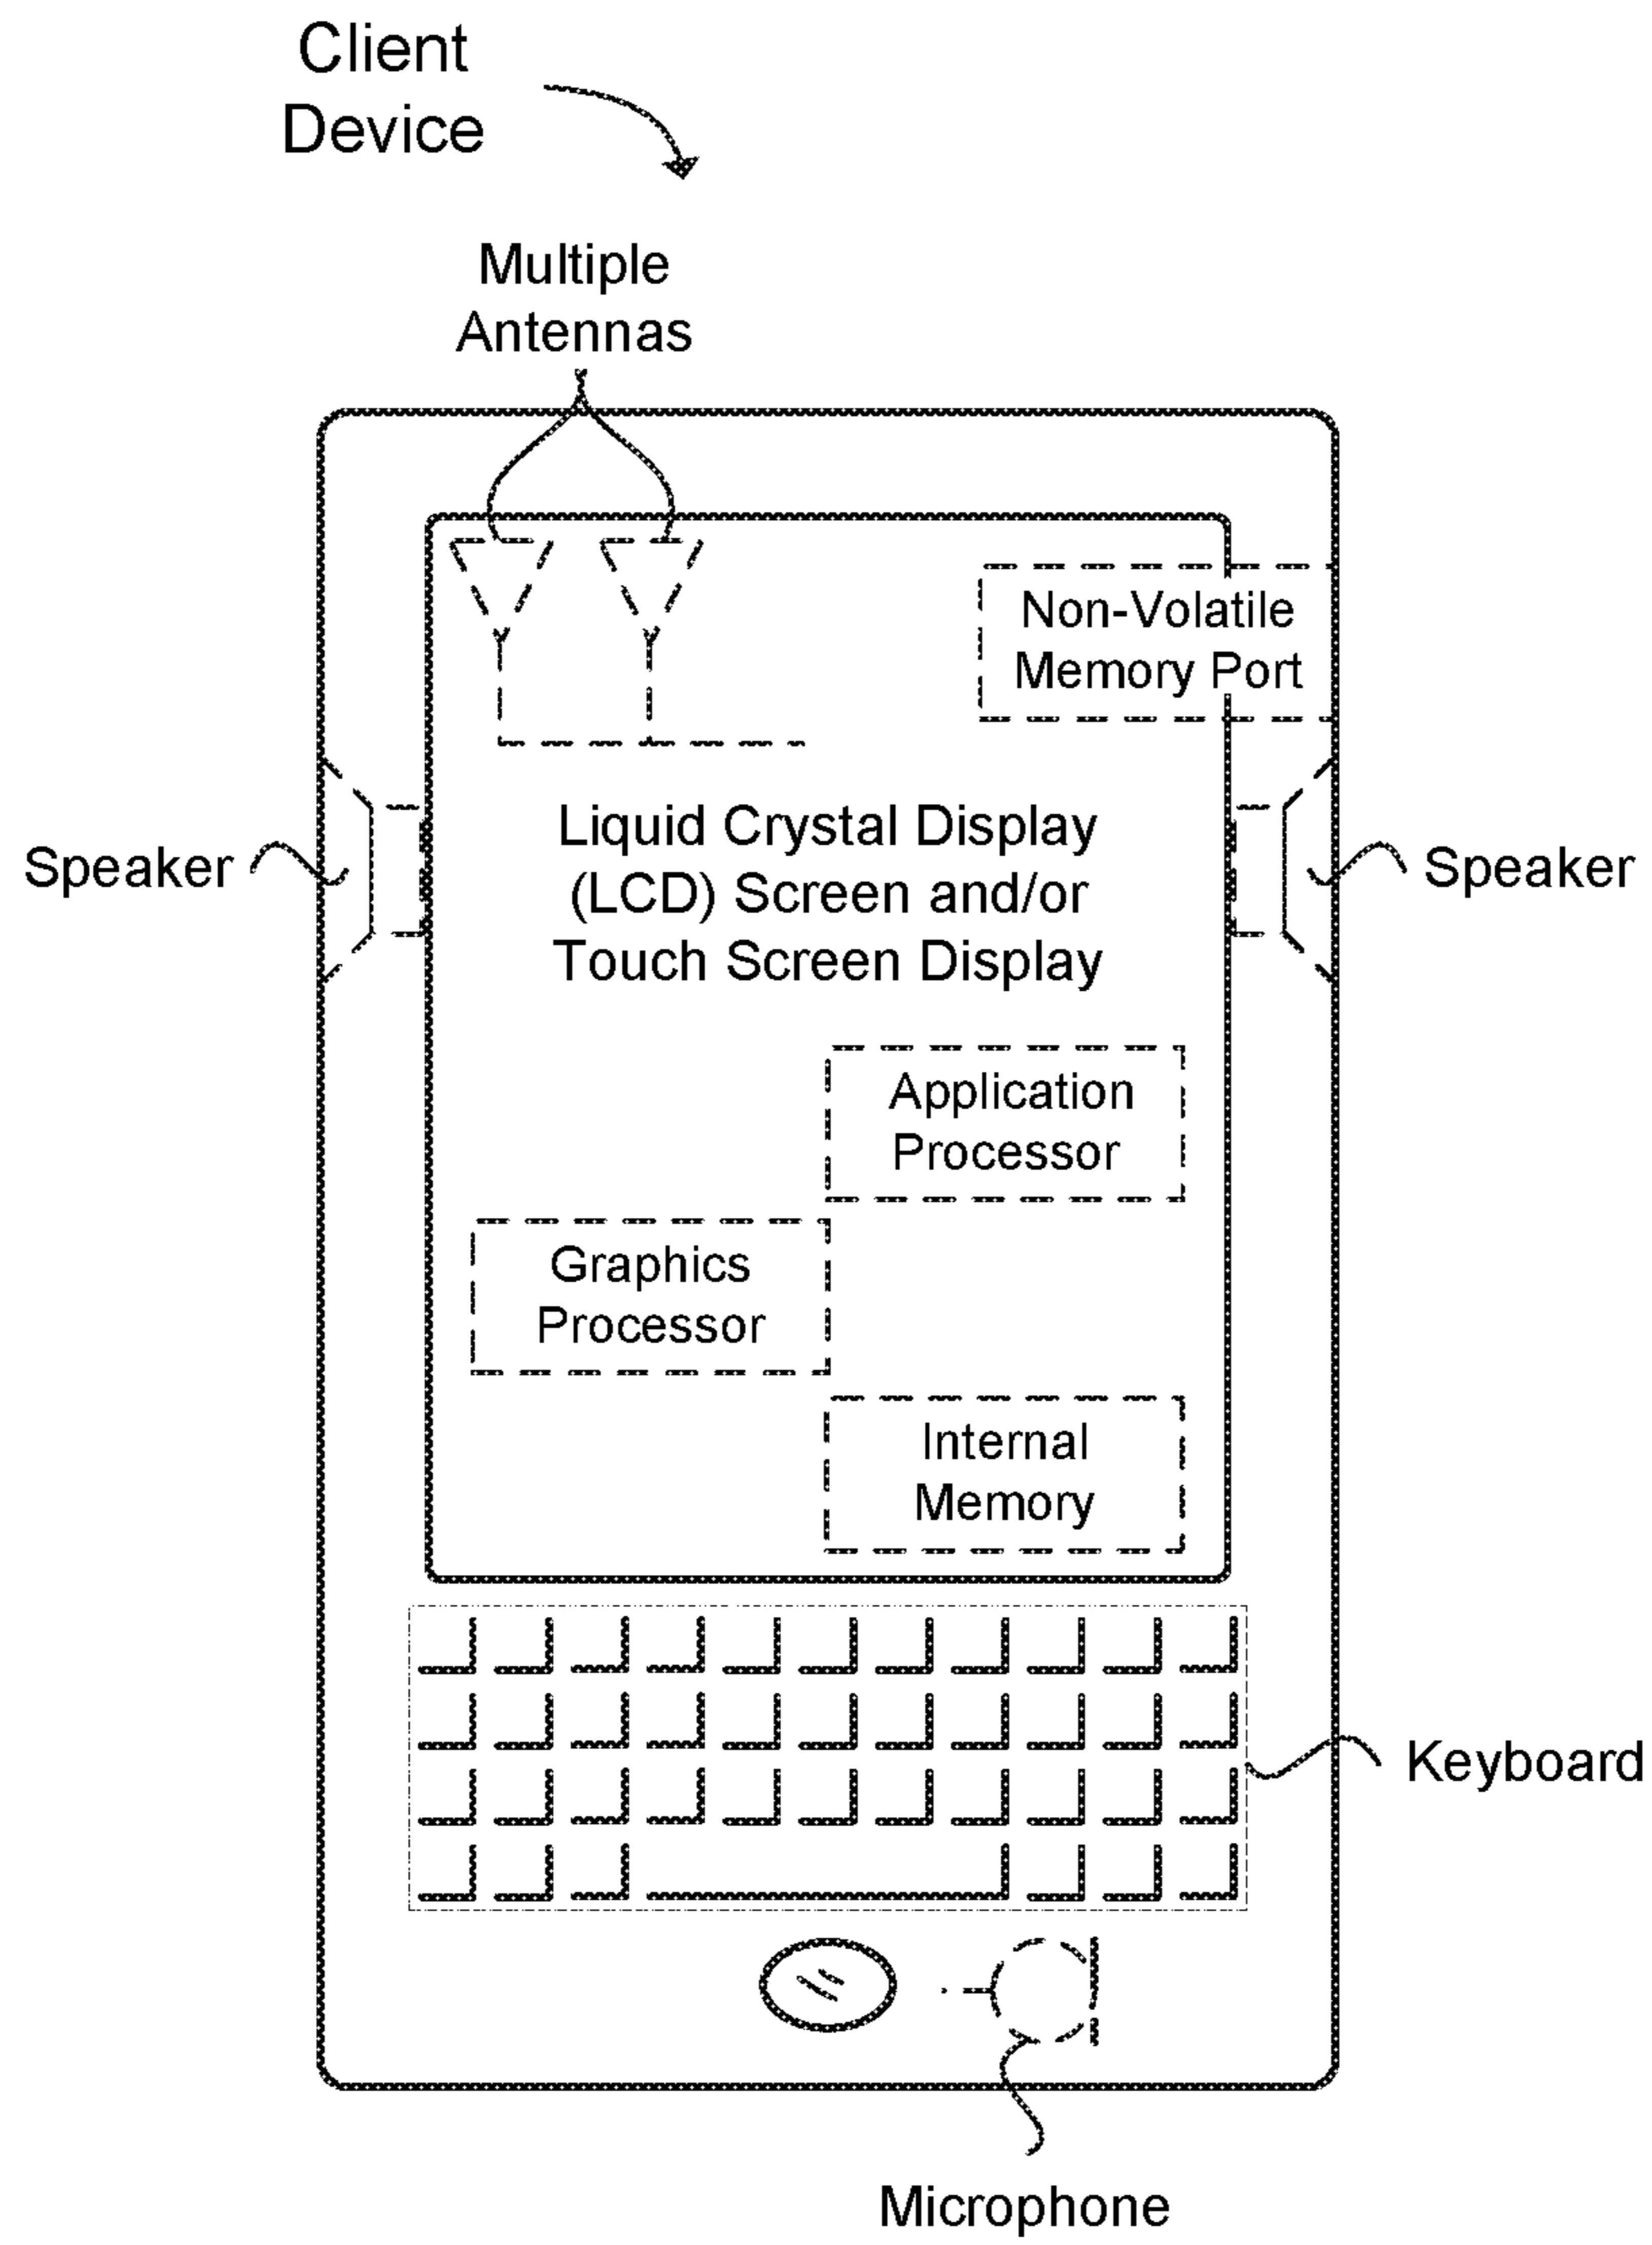 Client
Device
Multiple
Antennas
Non-Volatile
Memory Port
Speaker
Liquid Crystal Display
(LCD) Screen and/or
Touch Screen Display
Speaker
Application
Processor
Graphics
Processor
Internal
Memory
Keyboard
Microphone